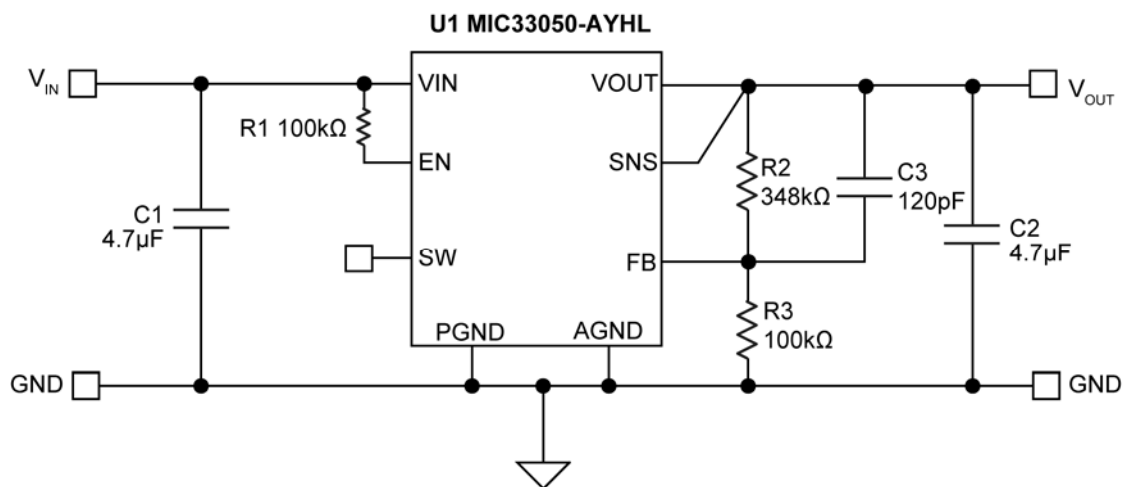 U1 MIC33050-AYHL
VIN
VIN
VOUT
VOUT
R1 100kΩ
EN
SNS
R2
348kΩ
C3
120pF
C1
4.7µF
C2
4.7µF
SW
FB
R3
100kΩ
PGND
AGND
GND
GND